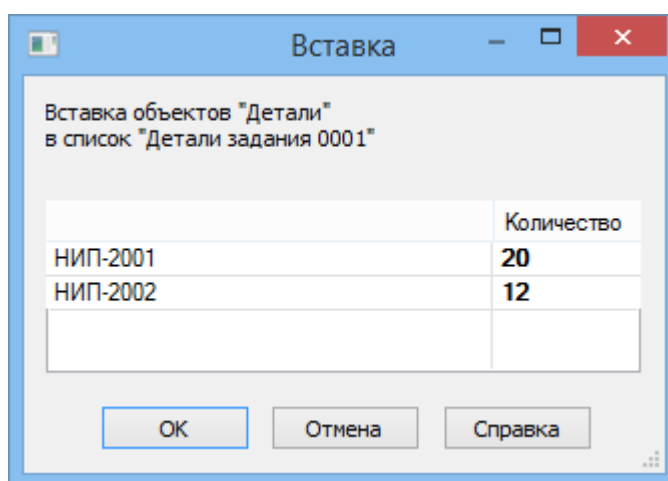 Вставка
Вставка объектов "Детали"
в список "Детали задания 0001"
Количество
НИП-2001 20
НИП-2002 12
ОК Отмена Справка